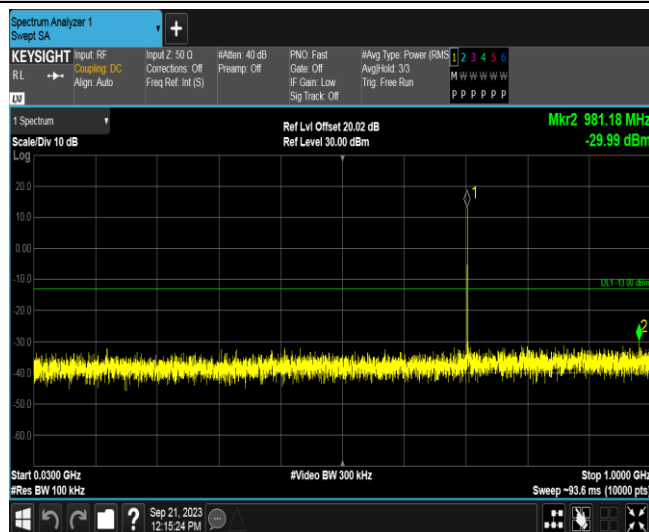 Spectrum Analyzer 1
Swept SA
KEYSIGHT
RL
LXI
Input: RF
Coupling: DC
Align: Auto
Input Z: 50 Ω
Corrections: Off
Freq Ref: Int (S)
#Atten: 40 dB
Preamp: Off
PNO: Fast
Gate: Off
IF Gain: Low
Sig Track: Off
#Avg Type: Power (RMS
Avg|Hold: 3/3
Trig: Free Run
1 2 3 4 5 6
M W W W W W
P P P P P P
1 Spectrum
Scale/Div 10 dB
Log
Ref Lvl Offset 20.02 dB
Ref Level 30.00 dBm
Mkr2 981.18 MHz
-29.99 dBm
1
20.0
10.0
0.00
-10.0
DL1 -13.00 dBm
-20.0
2
-30.0
-40.0
-50.0
-60.0
Start 0.0300 GHz
#Res BW 100 kHz
#Video BW 300 kHz
Stop 1.0000 GHz
Sweep ~93.6 ms (10000 pts)
?
Sep 21, 2023
12:15:24 PM